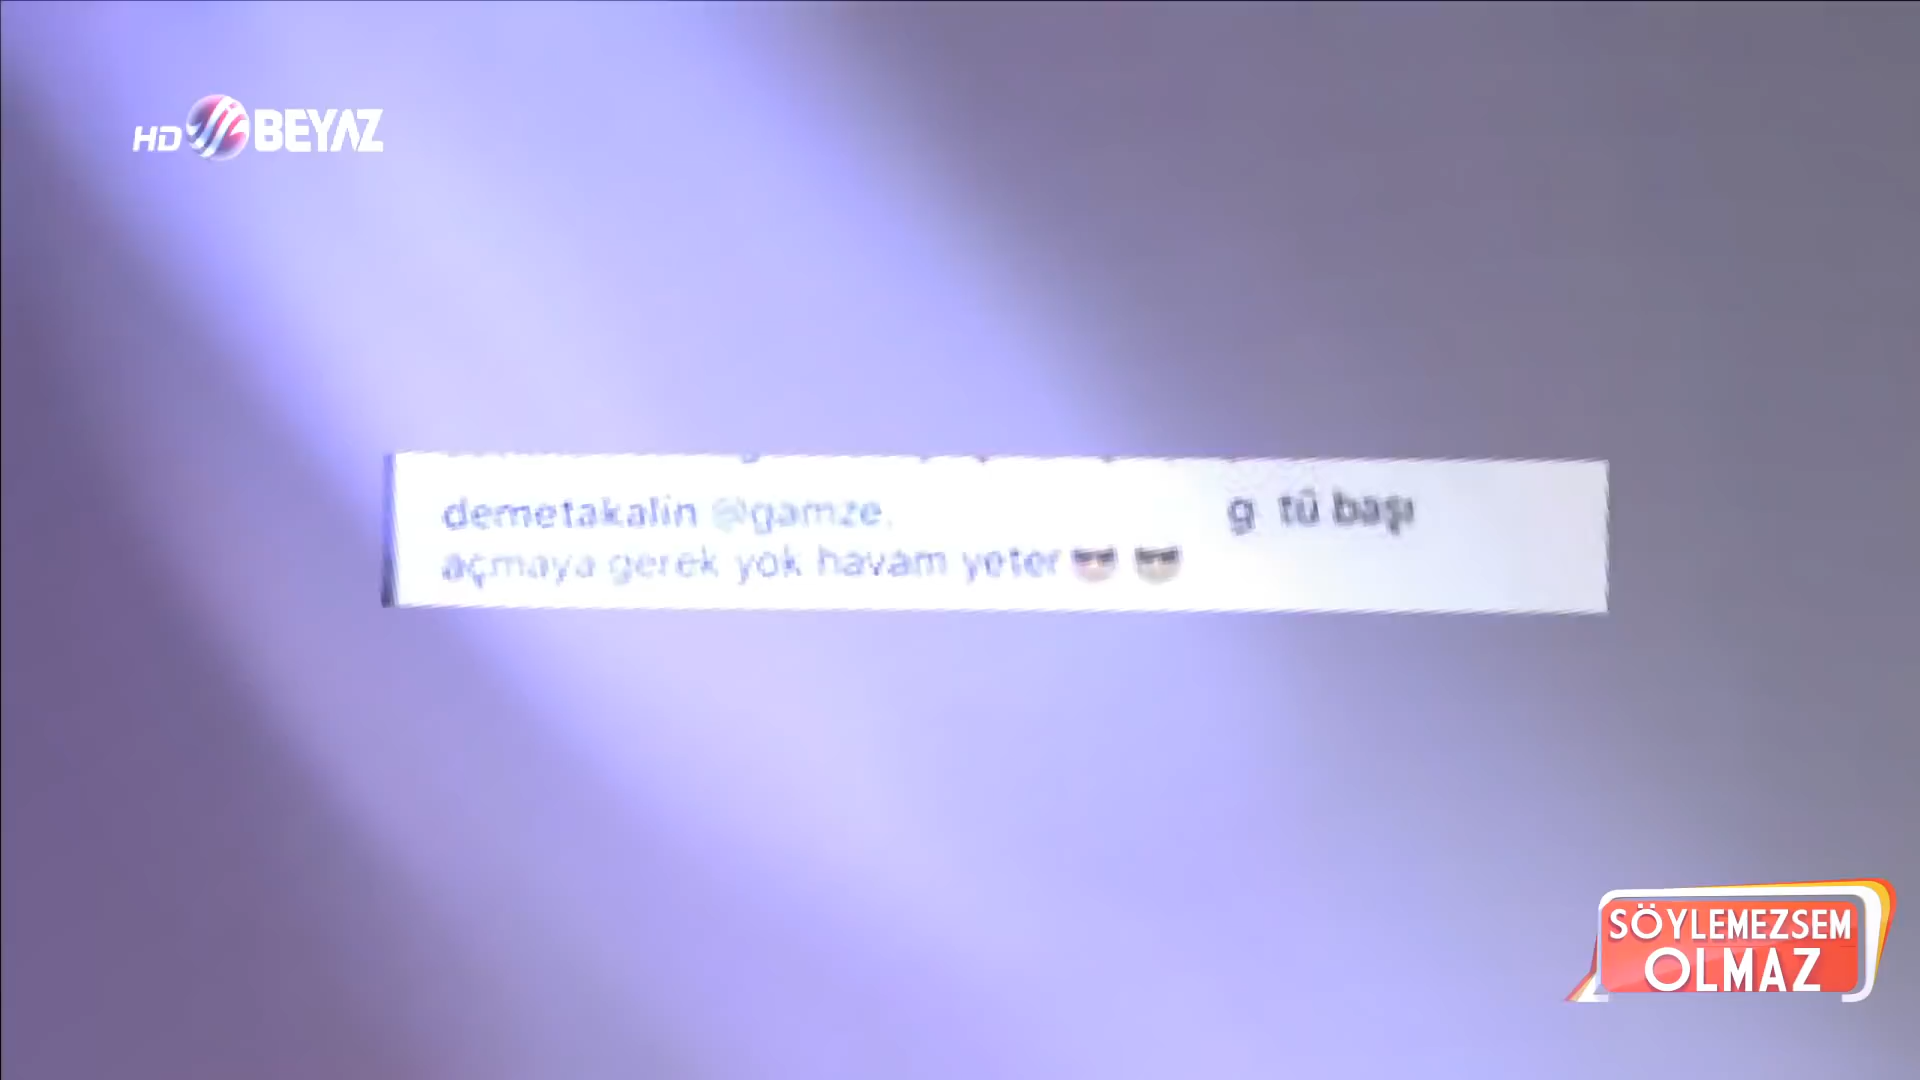 HD BEYAZ
demetakalin @gamze. g tü başı
açmaya gerek yok havam yeter
SÖYLEMEZSEM
OLMAZ